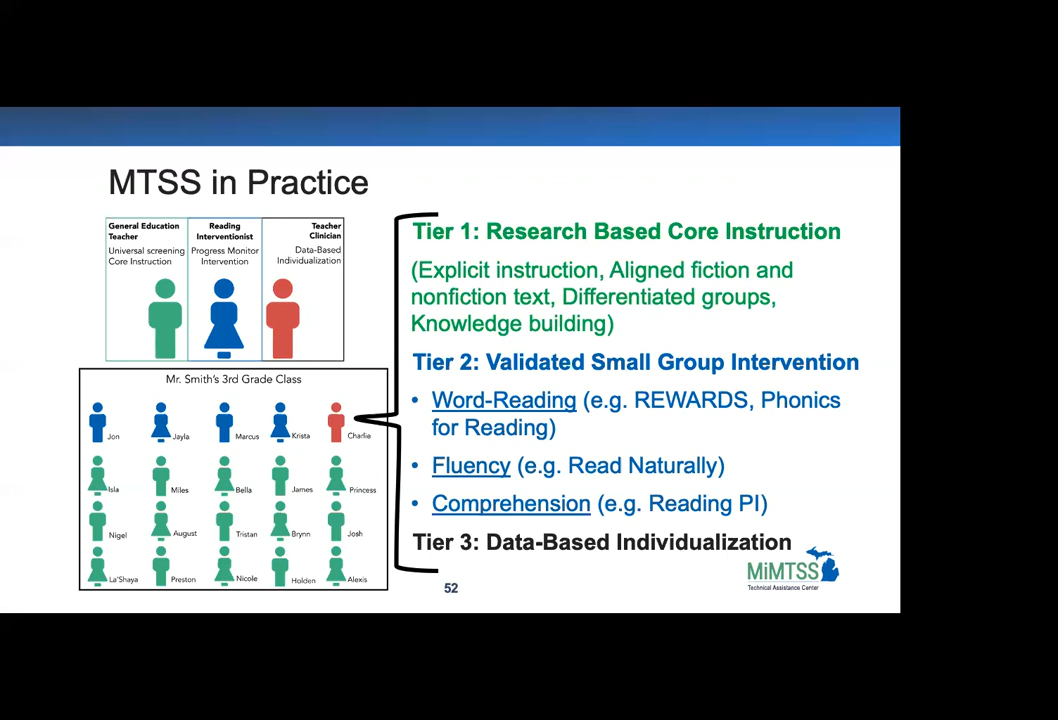 MTSS in Practice
General Education
Teacher
Universal screening
Core Instruction
Reading
Interventionist
Progress Monitor
Intervention
Teacher
Clinician
Data-Based
Individualization
Mr. Smith's 3rd Grade Class
Jon Jayla Marcus Krista Charlie
Isla Miles Bella James Princess
Nigel August Tristan Brynn Josh
La'Shaya Preston Nicole Holden Alexis
Tier 1: Research Based Core Instruction
(Explicit instruction, Aligned fiction and
nonfiction text, Differentiated groups,
Knowledge building)
Tier 2: Validated Small Group Intervention
• Word-Reading (e.g. REWARDS, Phonics
for Reading)
• Fluency (e.g. Read Naturally)
• Comprehension (e.g. Reading PI)
Tier 3: Data-Based Individualization
52
MiMTSS
Technical Assistance Center